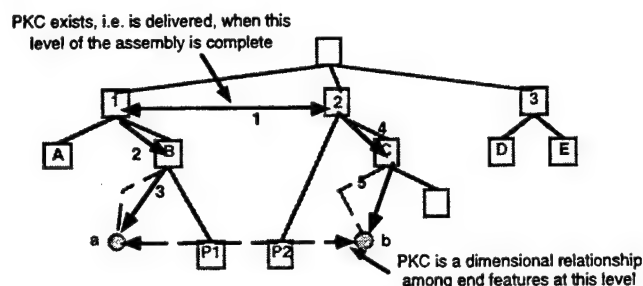 PKC exists, i.e. is delivered, when this
level of the assembly is complete
1
2
3
1
A
2
B
4
C
D
E
3
5
a
P1
P2
b
PKC is a dimensional relationship
among end features at this level